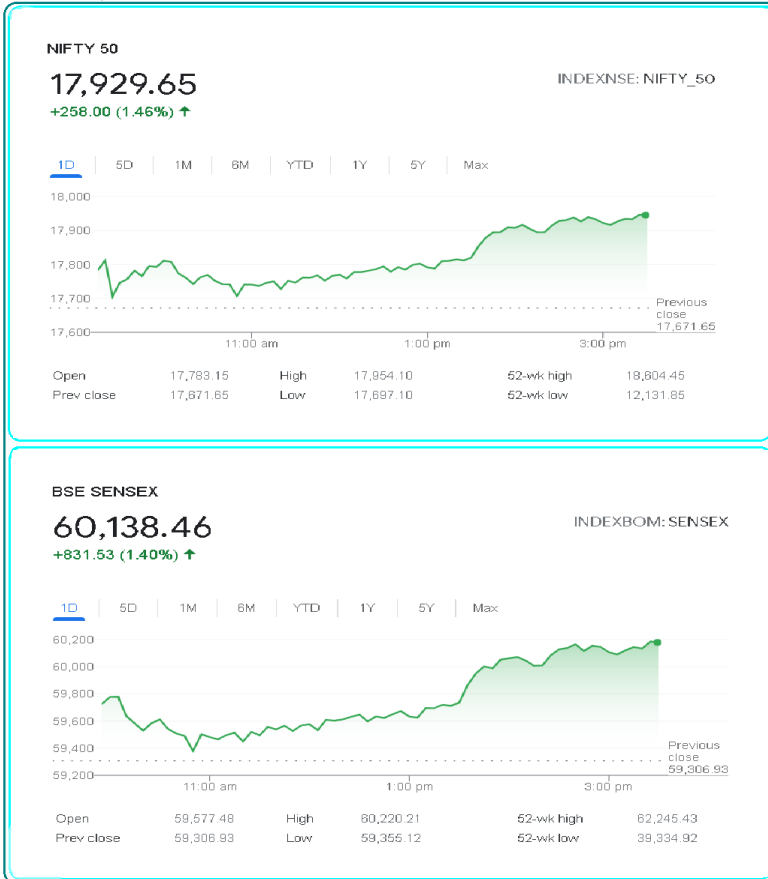 NIFTY 50
17,929.65
INDEXNSE: NIFTY_50
+258.00 (1.46%) ↑
1D 5D 1M 6M YTD 1Y 5Y Max
18,000
17,900
17,800
17,700
Previous
close
17,671.65
17,600
11:00 am 1:00 pm 3:00 pm
Open 17,783.15 High 17,954.10 52-wk high 18,604.45
Prev close 17,671.65 Low 17,697.10 52-wk low 12,131.85
BSE SENSEX
60,138.46
INDEXBOM: SENSEX
+831.53 (1.40%) ↑
1D 5D 1M 6M YTD 1Y 5Y Max
60,200
60,000
59,800
59,600
59,400
Previous
close
59,306.93
59,200
11:00 am 1:00 pm 3:00 pm
Open 59,577.48 High 60,220.21 52-wk high 62,245.43
Prev close 59,306.93 Low 59,355.12 52-wk low 39,334.92